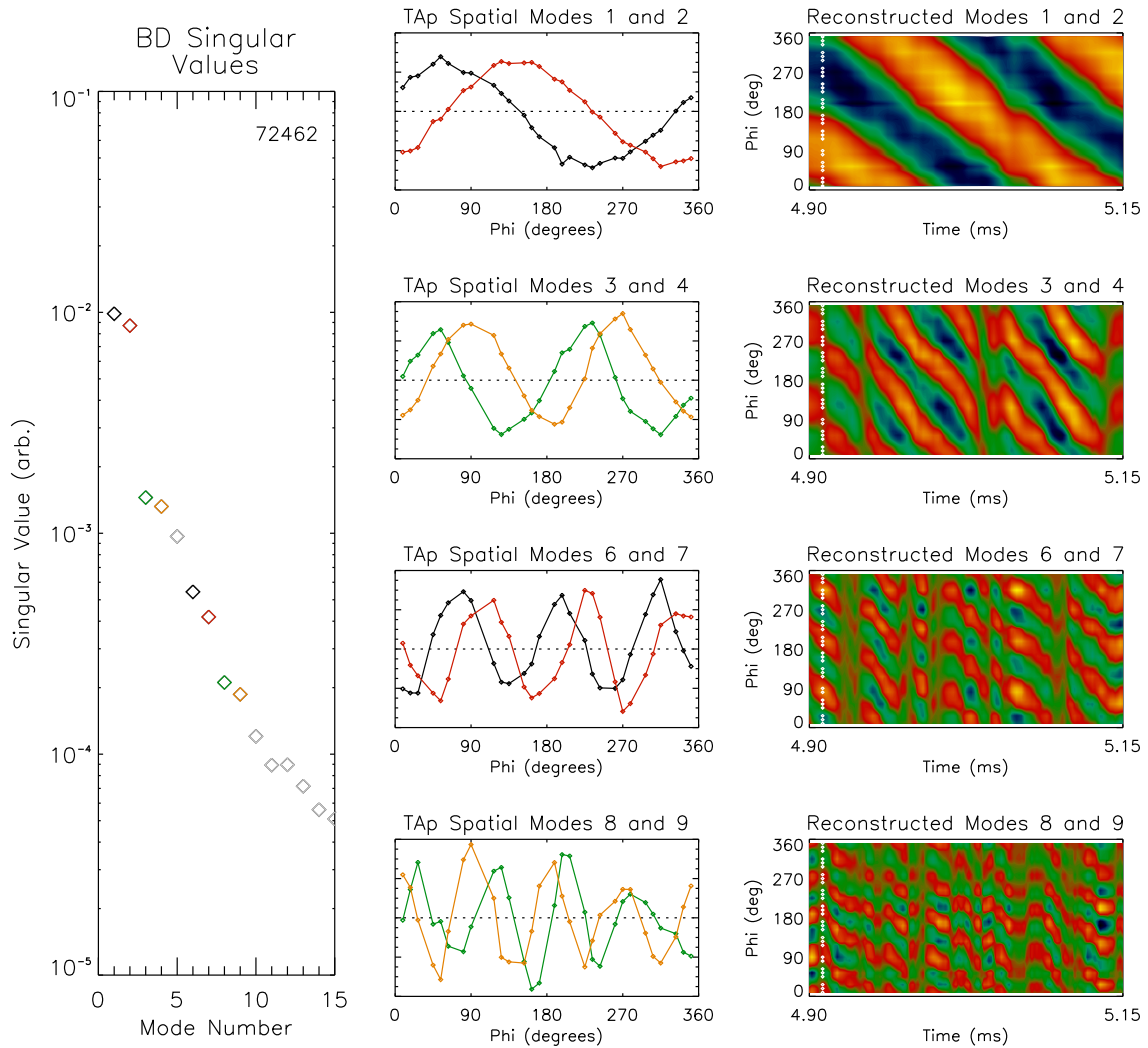 BD Singular
Values
72462
10-1
10-2
10-3
10-4
10-5
Singular Value (arb.)
0 5 10 15
Mode Number
TAp Spatial Modes 1 and 2
0 90 180 270 360
Phi (degrees)
Reconstructed Modes 1 and 2
360
270
180
90
0
Phi (deg)
4.90 5.15
Time (ms)
TAp Spatial Modes 3 and 4
0 90 180 270 360
Phi (degrees)
Reconstructed Modes 3 and 4
360
270
180
90
0
Phi (deg)
4.90 5.15
Time (ms)
TAp Spatial Modes 6 and 7
0 90 180 270 360
Phi (degrees)
Reconstructed Modes 6 and 7
360
270
180
90
0
Phi (deg)
4.90 5.15
Time (ms)
TAp Spatial Modes 8 and 9
0 90 180 270 360
Phi (degrees)
Reconstructed Modes 8 and 9
360
270
180
90
0
Phi (deg)
4.90 5.15
Time (ms)